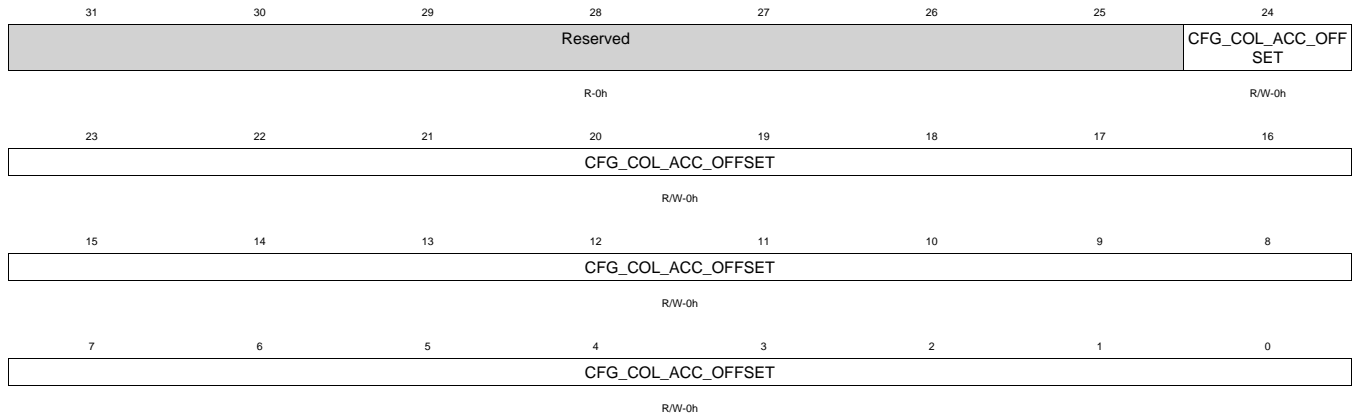 31 30 29 28 27 26 25 24
Reserved CFG_COL_ACC_OFF
SET
R-0h R/W-0h
23 22 21 20 19 18 17 16
CFG_COL_ACC_OFFSET
R/W-0h
15 14 13 12 11 10 9 8
CFG_COL_ACC_OFFSET
R/W-0h
7 6 5 4 3 2 1 0
CFG_COL_ACC_OFFSET
R/W-0h